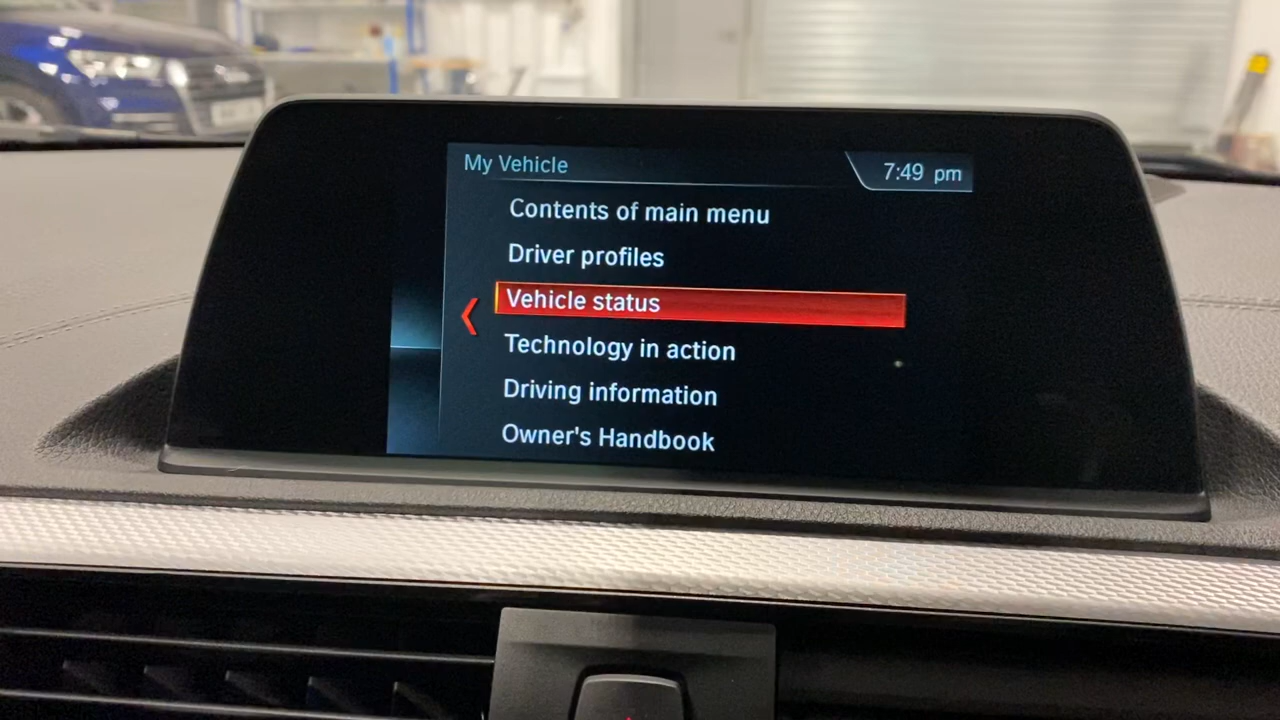 My Vehicle
7:49 pm
Contents of main menu
Driver profiles
Vehicle status
Technology in action
Driving information
Owner's Handbook